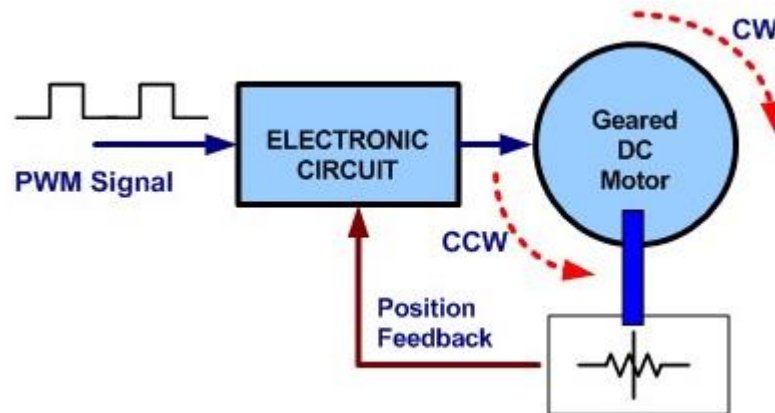 CW
PWM Signal
ELECTRONIC
CIRCUIT
Geared
DC
Motor
CCW
Position
Feedback